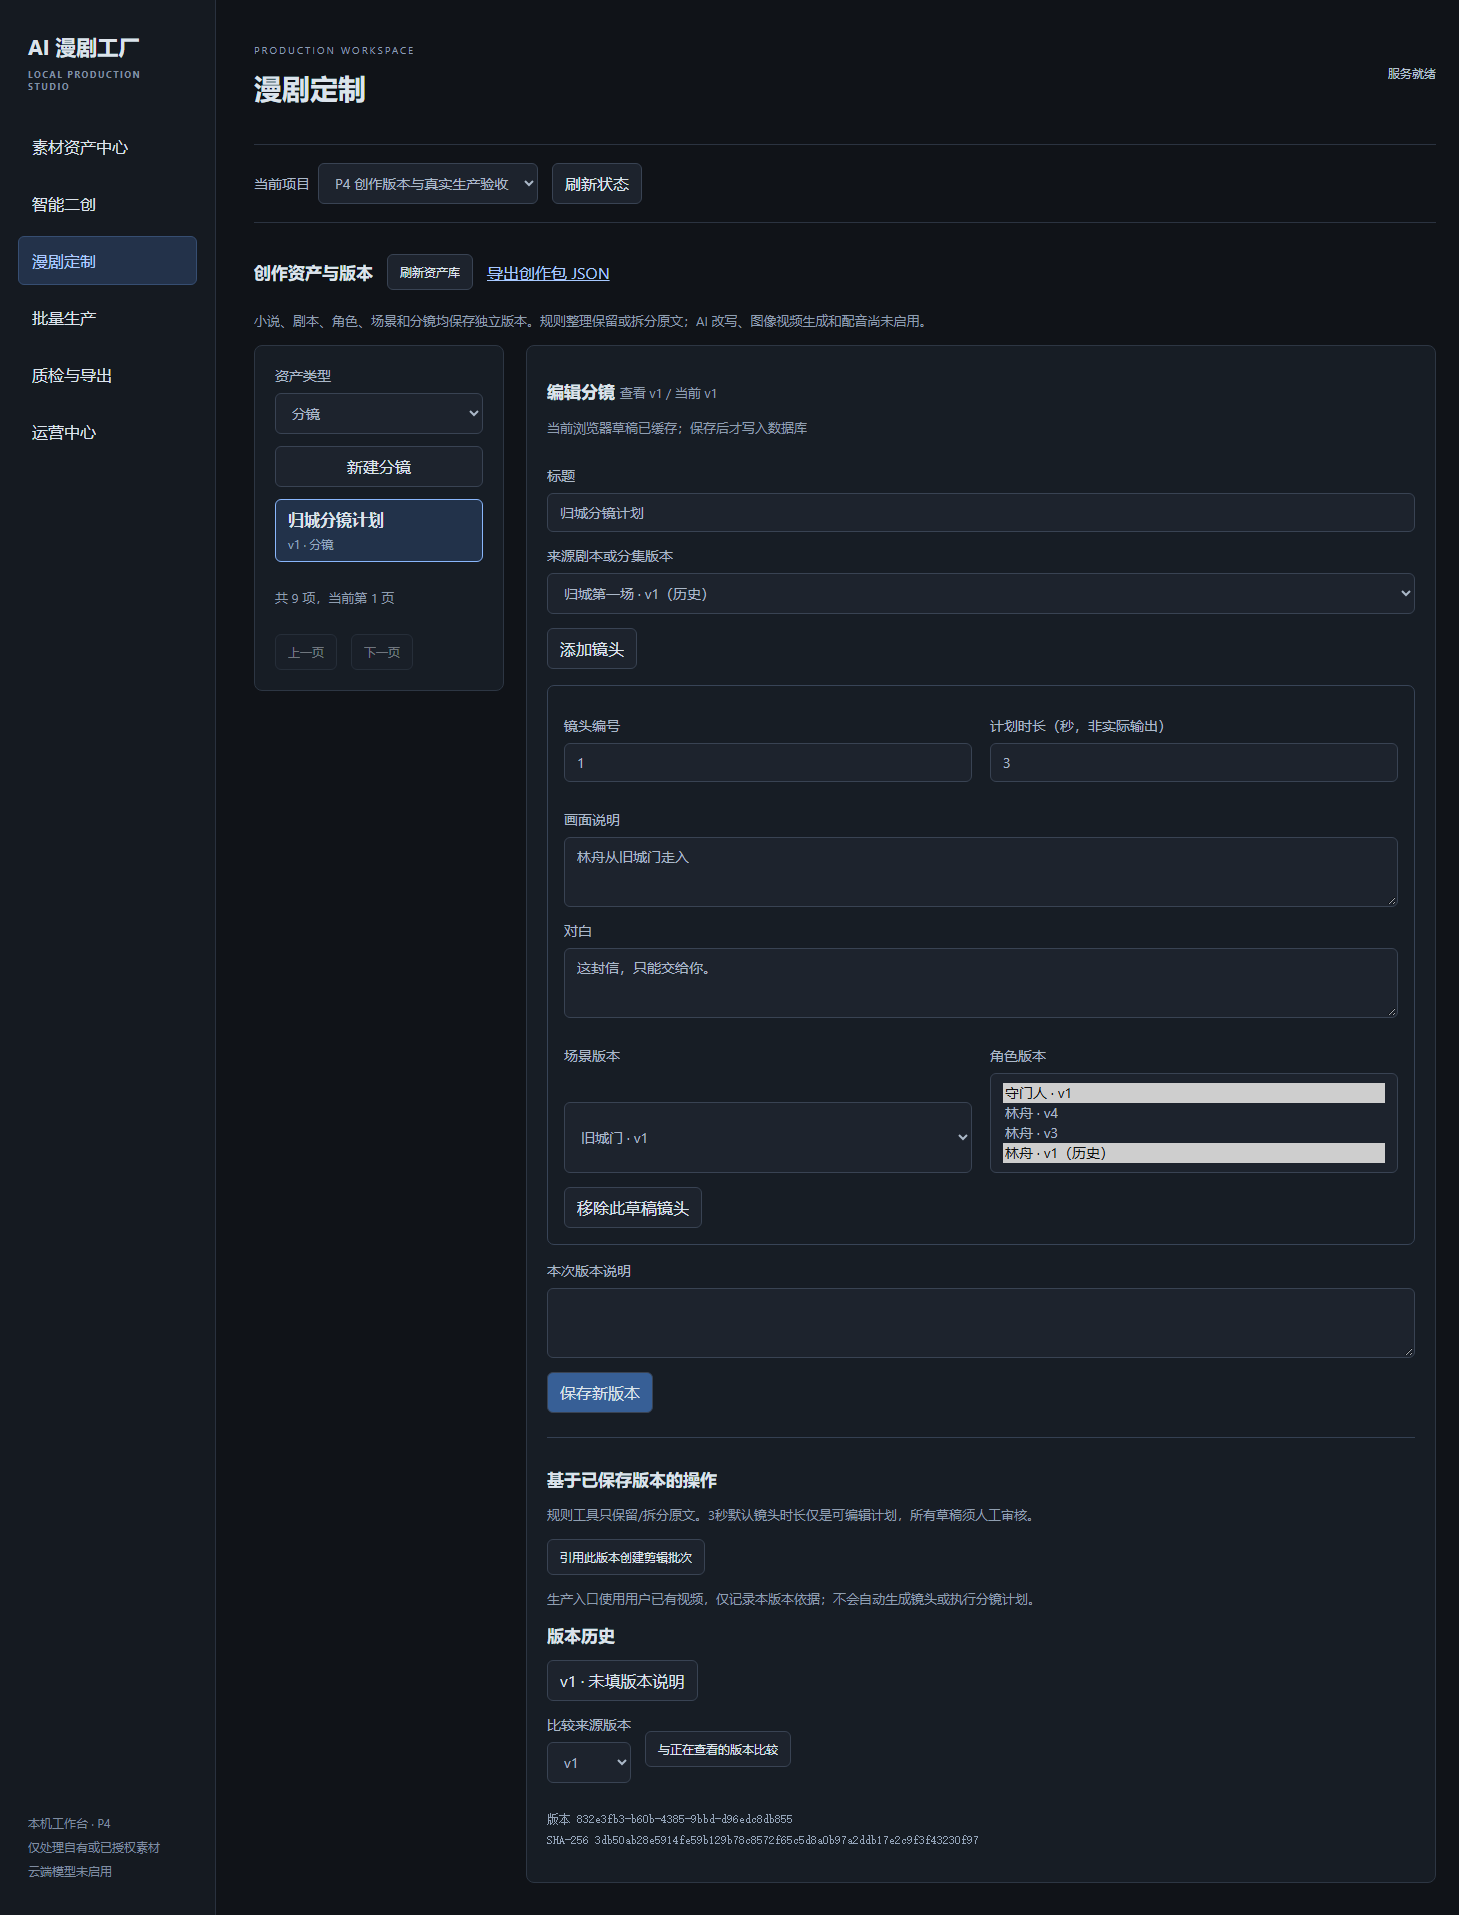 AI 漫剧工厂
LOCAL PRODUCTION
STUDIO
素材资产中心
智能二创
漫剧定制
批量生产
质检与导出
运营中心
本机工作台 · P4
仅处理自有或已授权素材
云端模型未启用
PRODUCTION WORKSPACE
漫剧定制
服务就绪
当前项目
P4 创作版本与真实生产验收
刷新状态
创作资产与版本
刷新资产库
导出创作包 JSON
小说、剧本、角色、场景和分镜均保存独立版本。规则整理保留或拆分原文；AI 改写、图像视频生成和配音尚未启用。
资产类型
分镜
新建分镜
归城分镜计划
v1 · 分镜
共 9 项，当前第 1 页
上一页
下一页
编辑分镜 查看 v1 / 当前 v1
当前浏览器草稿已缓存；保存后才写入数据库
标题
归城分镜计划
来源剧本或分集版本
归城第一场 · v1（历史）
添加镜头
镜头编号
1
计划时长（秒，非实际输出）
3
画面说明
林舟从旧城门走入
对白
这封信，只能交给你。
场景版本
旧城门 · v1
角色版本
守门人 · v1
林舟 · v4
林舟 · v3
林舟 · v1（历史）
移除此草稿镜头
本次版本说明
保存新版本
基于已保存版本的操作
规则工具只保留/拆分原文。3秒默认镜头时长仅是可编辑计划，所有草稿须人工审核。
引用此版本创建剪辑批次
生产入口使用用户已有视频，仅记录本版本依据；不会自动生成镜头或执行分镜计划。
版本历史
v1 · 未填版本说明
比较来源版本
v1
与正在查看的版本比较
版本 832e3fb3-b60b-4385-9bbd-d96edc8db855
SHA-256 3db50ab28e5914fe59b129b78c8572f65c5d8a0b97a2ddb17e2c9f3f43230f97